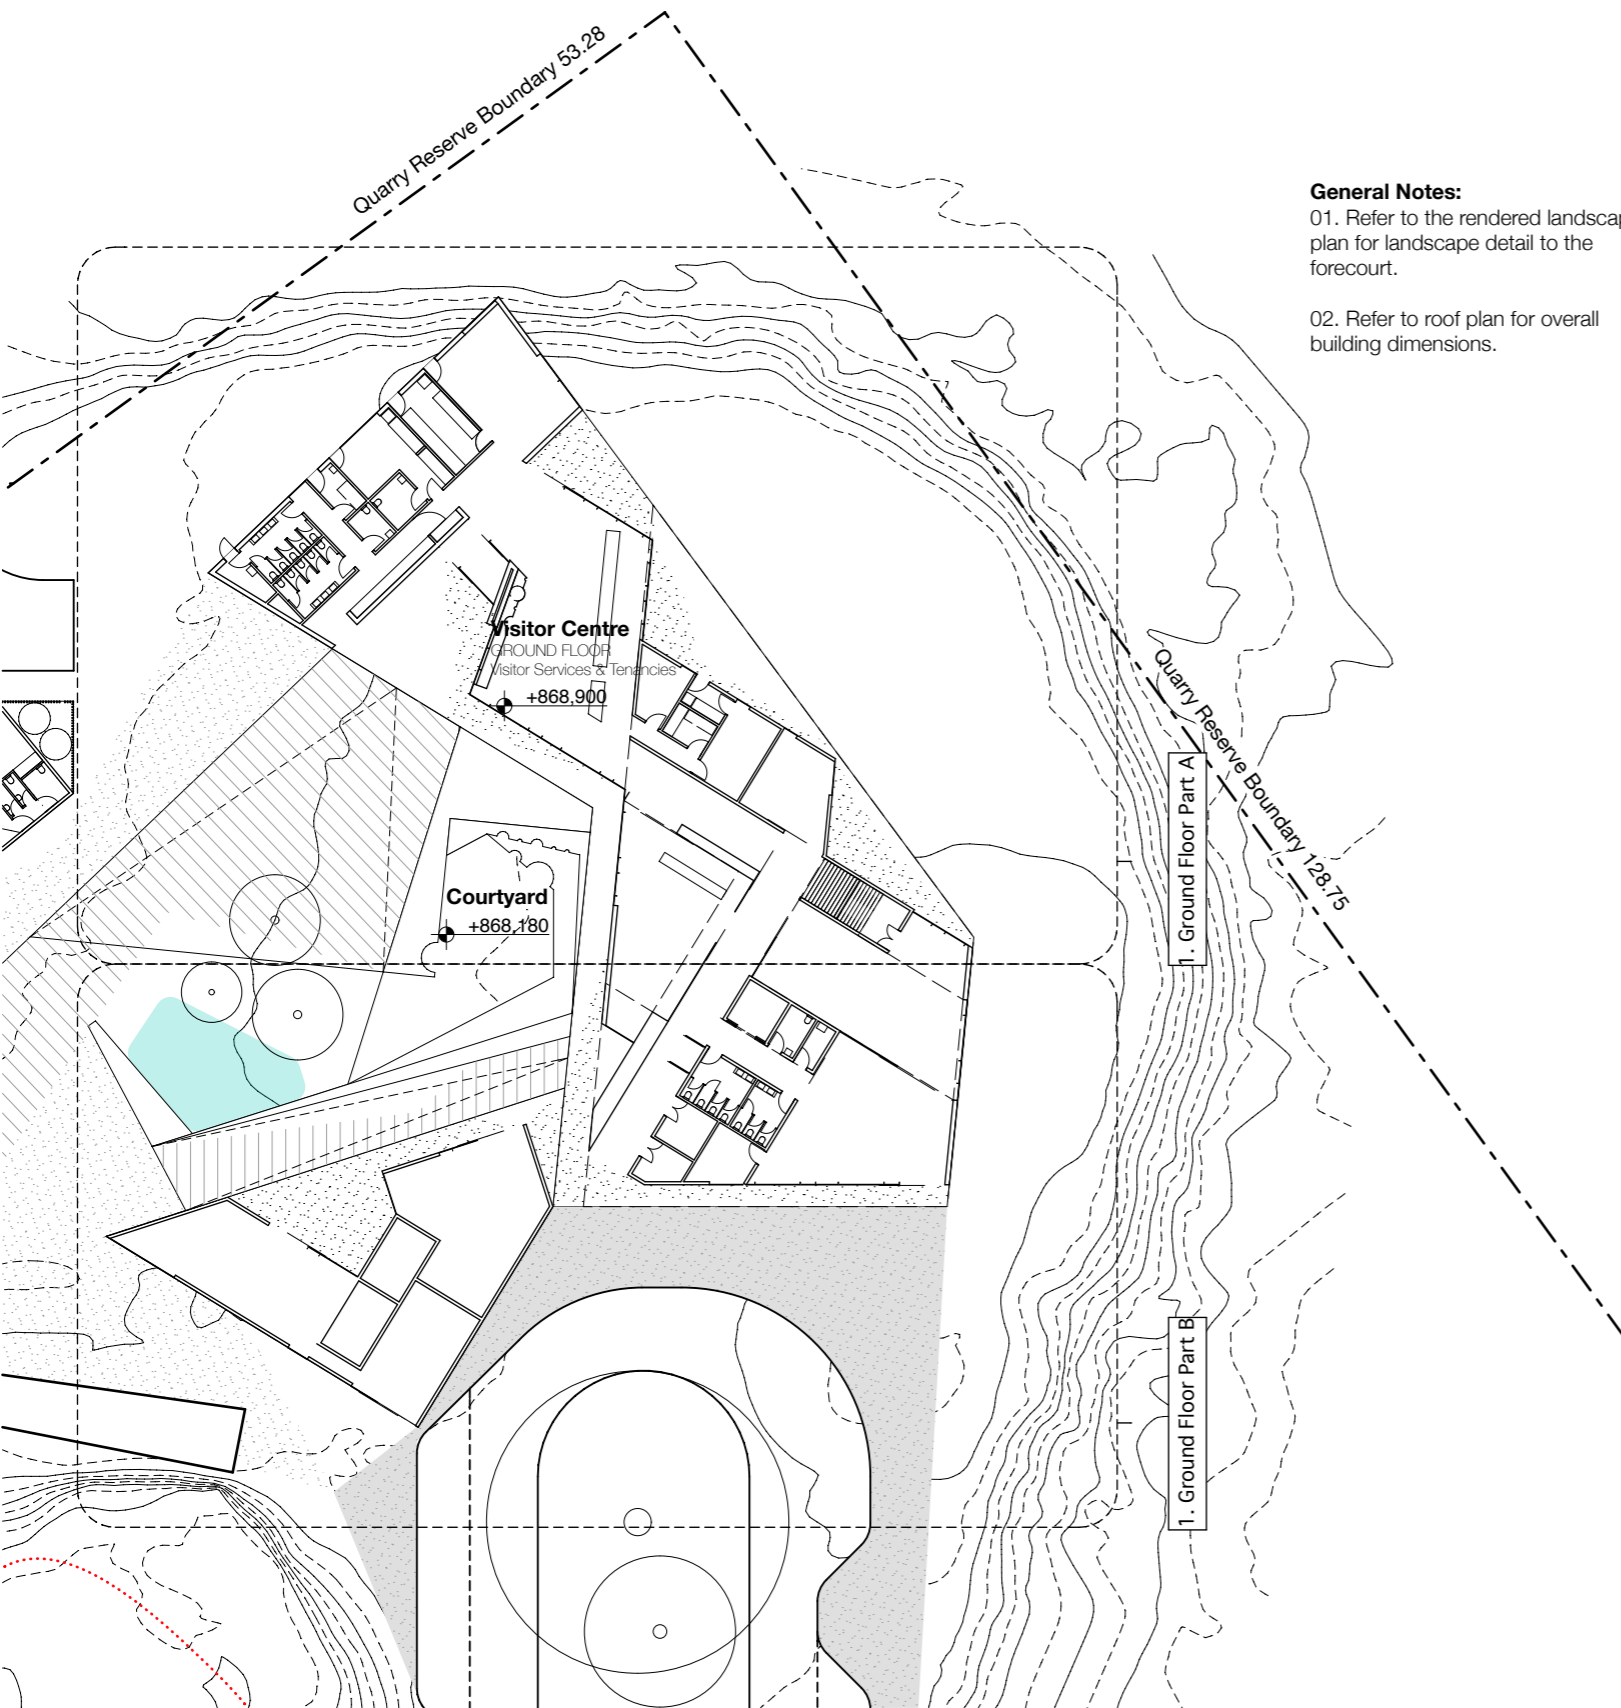 Quarry Reserve Boundary 53.28
General Notes:
01. Refer to the rendered landscap
plan for landscape detail to the
forecourt.
02. Refer to roof plan for overall
building dimensions.
Visitor Centre
GROUND FLOOR
Visitor Services & Tenancies
+868,900
Quarry Reserve Boundary 128.75
1. Ground Floor Part A
Courtyard
+868,180
1. Ground Floor Part B